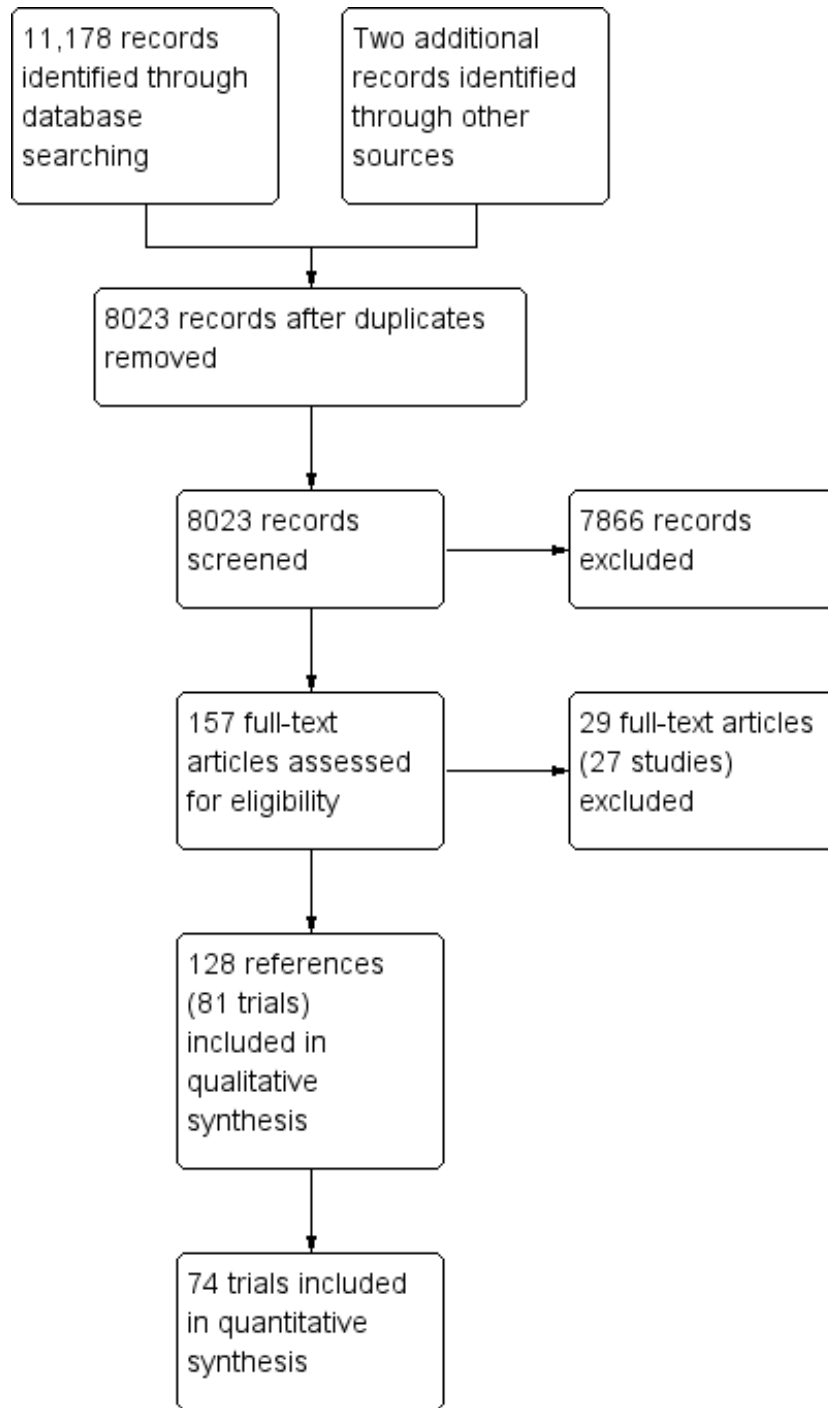 11,178 records
identified through
database
searching
Two additional
records identified
through other
sources
8023 records after duplicates
removed
8023 records
screened
7866 records
excluded
157 full-text
articles assessed
for eligibility
29 full-text articles
(27 studies)
excluded
128 references
(81 trials)
included in
qualitative
synthesis
74 trials included
in quantitative
synthesis